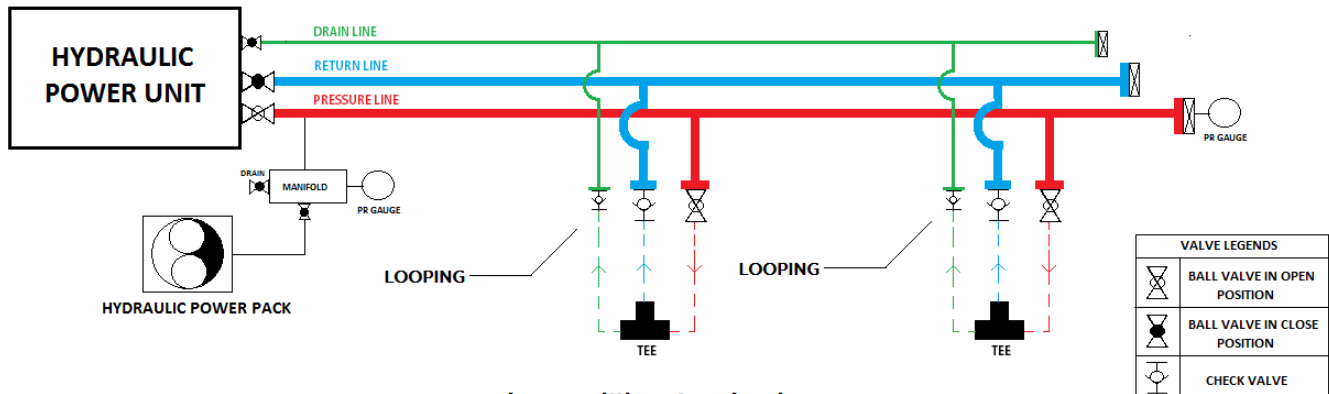 HYDRAULIC
POWER UNIT
DRAIN LINE
RETURN LINE
PRESSURE LINE
PR GAUGE
DRAIN
MANIFOLD
PR GAUGE
HYDRAULIC POWER PACK
LOOPING
LOOPING
TEE
TEE
VALVE LEGENDS
BALL VALVE IN OPEN
POSITION
BALL VALVE IN CLOSE
POSITION
CHECK VALVE